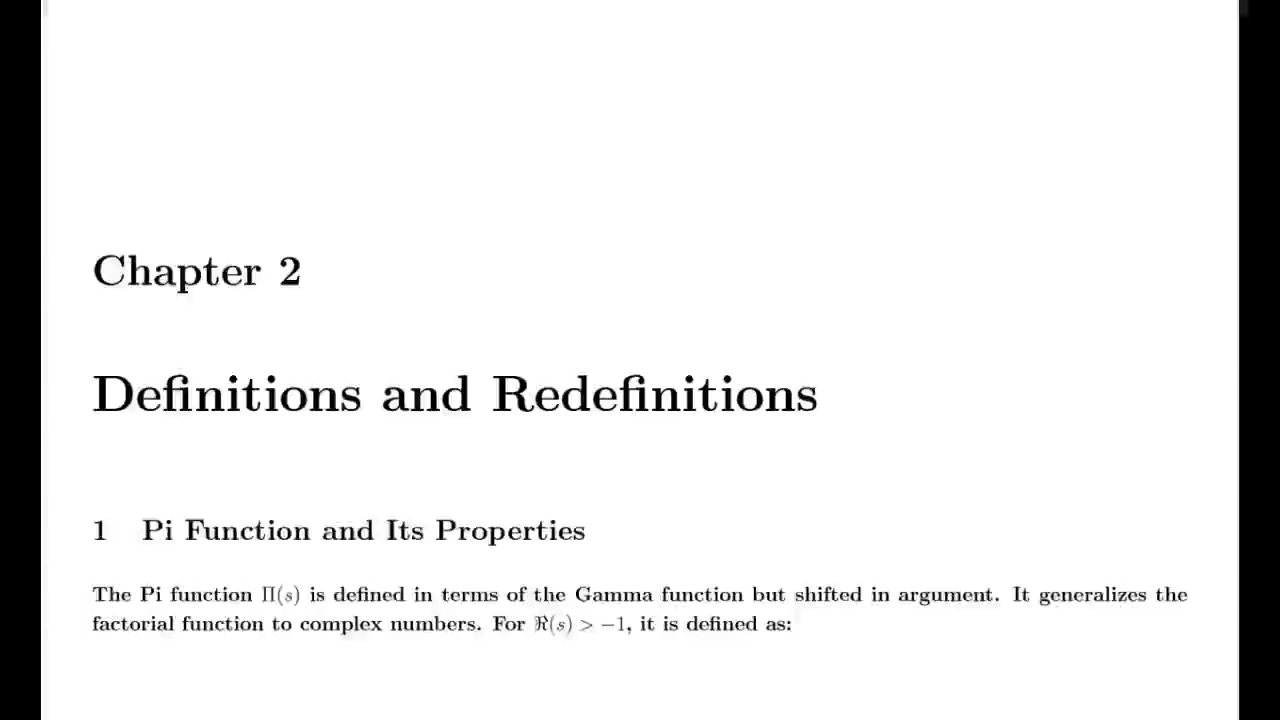 Chapter 2
Definitions and Redefinitions
1 Pi Function and Its Properties
The Pi function Π(s) is defined in terms of the Gamma function but shifted in argument. It generalizes the
factorial function to complex numbers. For ℜ(s) > −1, it is defined as: